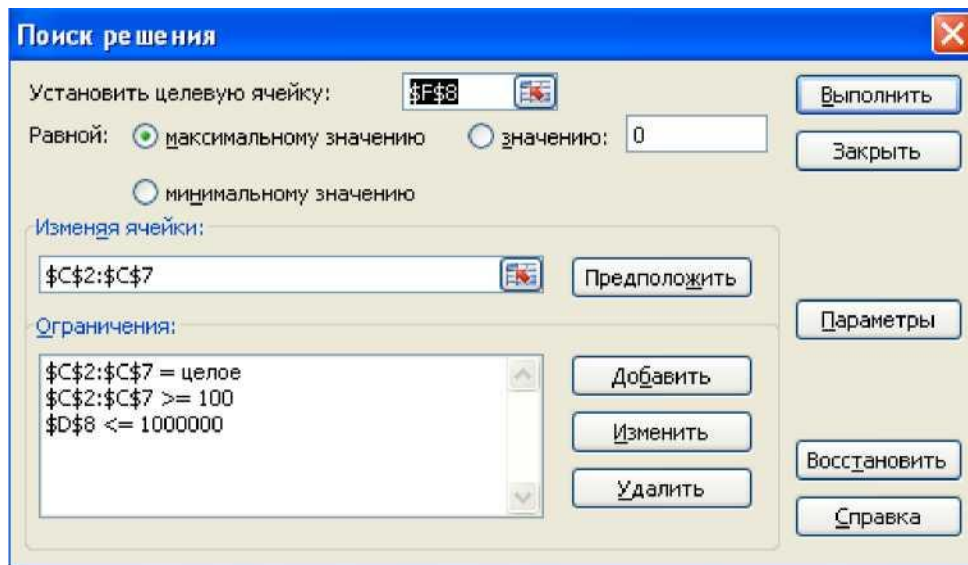 Поиск решения
Установить целевую ячейку: $F$8
Выполнить
Равной: максимальному значению значению: 0
Закрыть
минимальному значению
Изменяя ячейки:
$C$2:$C$7
Предположить
Ограничения:
Параметры
$C$2:$C$7 = целое
$C$2:$C$7 >= 100
$D$8 <= 1000000
Добавить
Изменить
Удалить
Восстановить
Справка